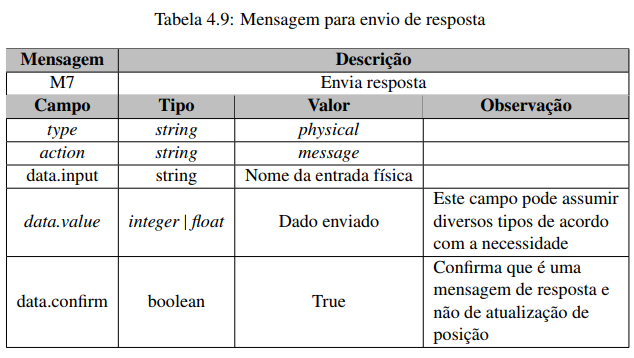 Tabela 4.9: Mensagem para envio de resposta
Mensagem Descrição
M7 Envia resposta
Campo Tipo Valor Observação
type string physical
action string message
data.input string Nome da entrada física
data.value integer | float Dado enviado Este campo pode assumir
diversos tipos de acordo
com a necessidade
data.confirm boolean True Confirma que é uma
mensagem de resposta e
não de atualização de
posição